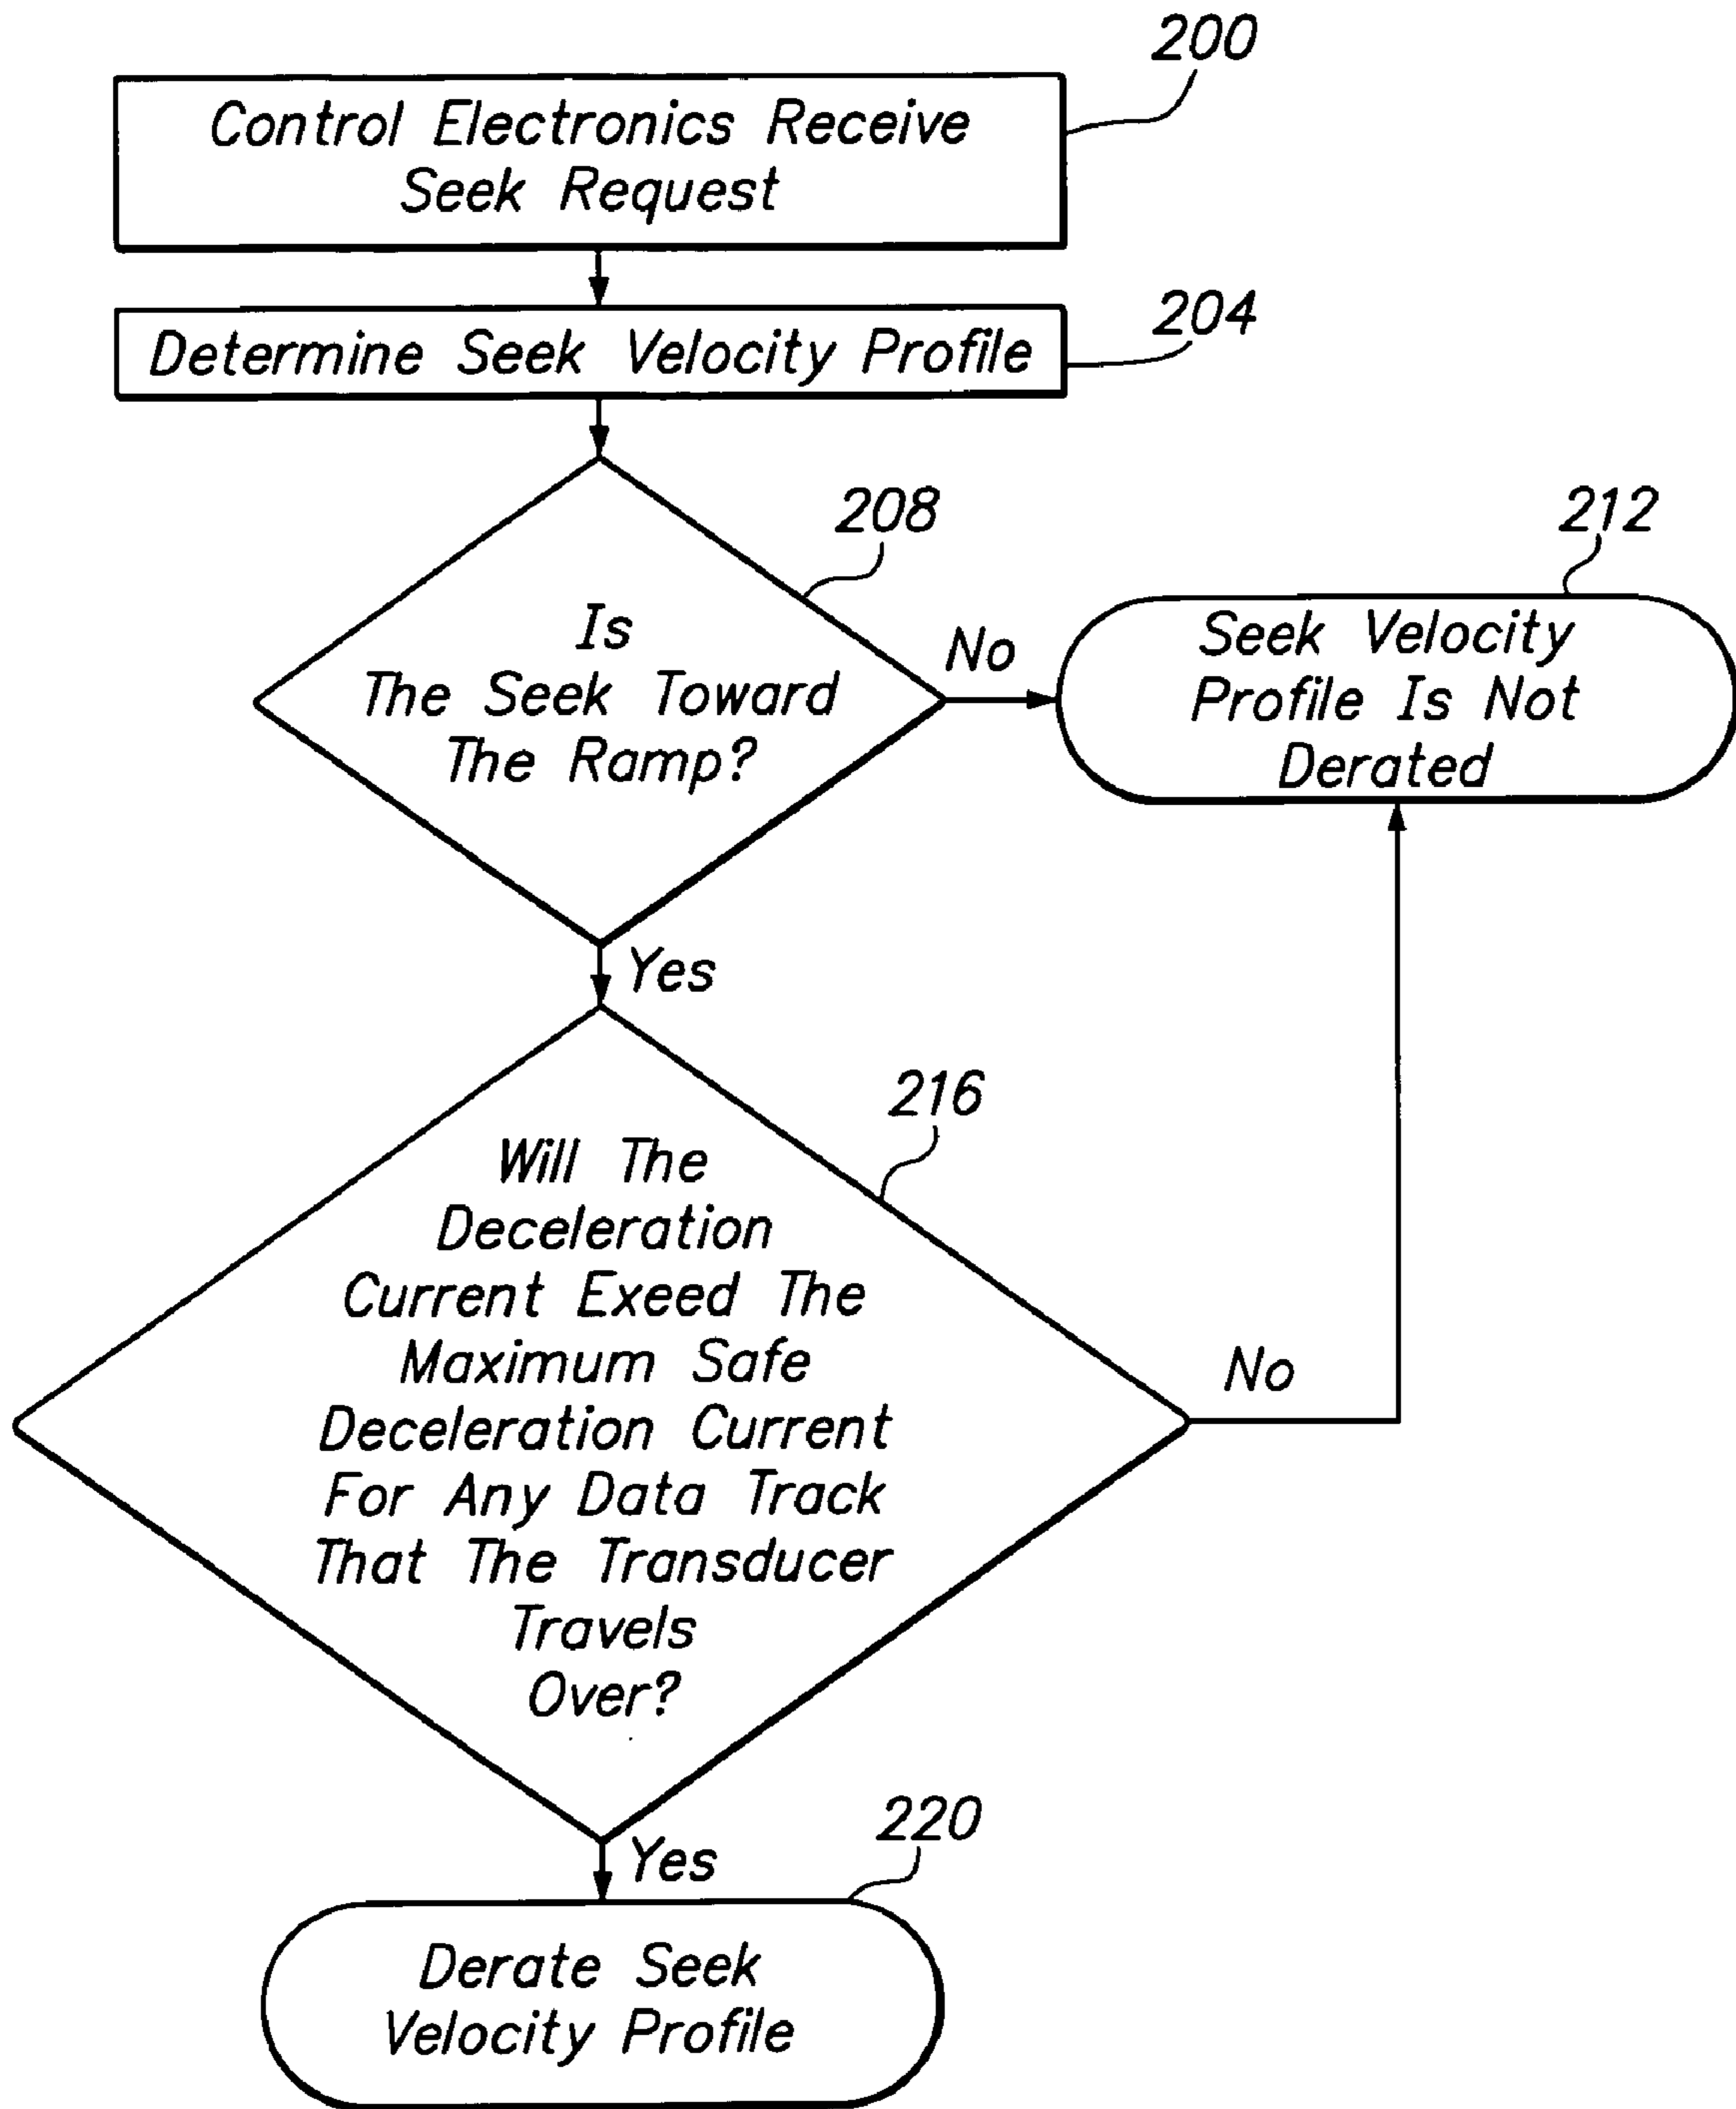 200
Control Electronics Receive
Seek Request
204
Determine Seek Velocity Profile
208
Is
The Seek Toward
The Ramp?
No
212
Seek Velocity
Profile Is Not
Derated
Yes
216
Will The
Deceleration
Current Exeed The
Maximum Safe
Deceleration Current
For Any Data Track
That The Transducer
Travels
Over?
No
Yes
220
Derate Seek
Velocity Profile